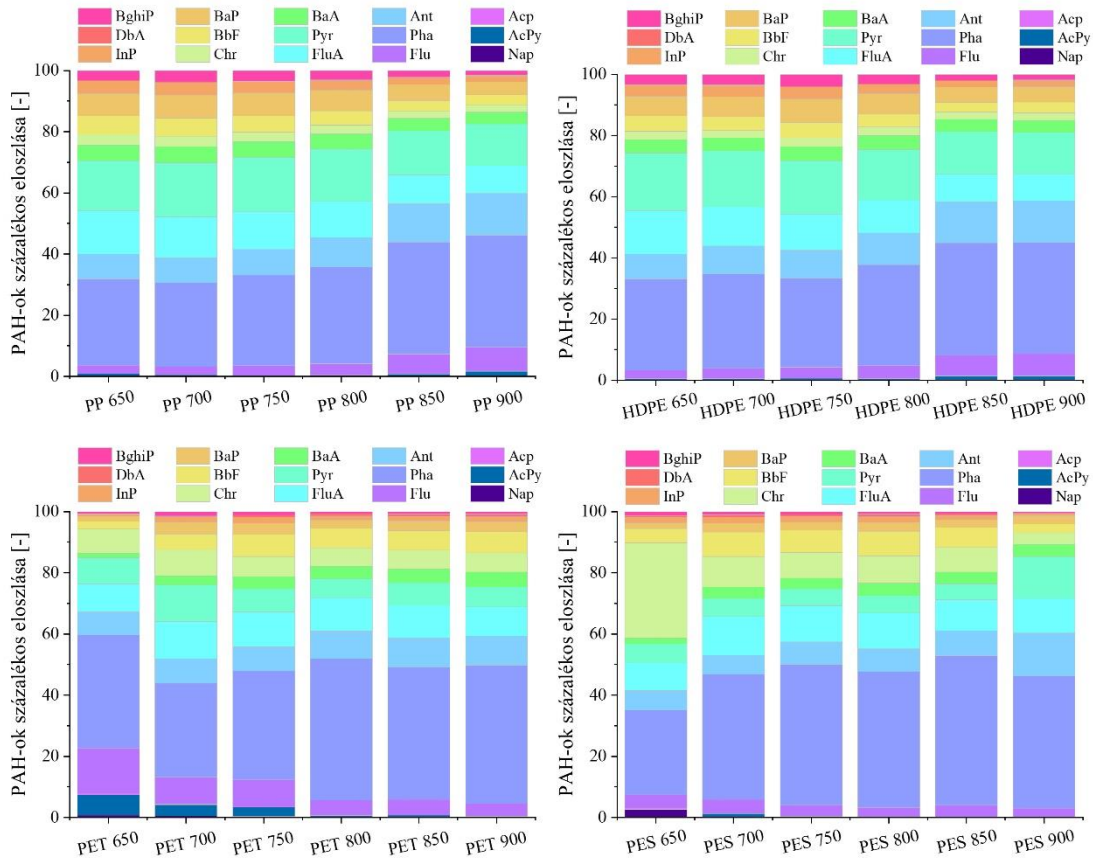 BghiP BaP BaA Ant Acp
DbA BbF Pyr Pha AcPy
InP Chr FluA Flu Nap
PAH-ok százalékos eloszlása [-]
100
80
60
40
20
0
PP 650 PP 700 PP 750 PP 800 PP 850 PP 900
BghiP BaP BaA Ant Acp
DbA BbF Pyr Pha AcPy
InP Chr FluA Flu Nap
PAH-ok százalékos eloszlása [-]
100
80
60
40
20
0
HDPE 650 HDPE 700 HDPE 750 HDPE 800 HDPE 850 HDPE 900
BghiP BaP BaA Ant Acp
DbA BbF Pyr Pha AcPy
InP Chr FluA Flu Nap
PAH-ok százalékos eloszlása [-]
100
80
60
40
20
0
PET 650 PET 700 PET 750 PET 800 PET 850 PET 900
BghiP BaP BaA Ant Acp
DbA BbF Pyr Pha AcPy
InP Chr FluA Flu Nap
PAH-ok százalékos eloszlása [-]
100
80
60
40
20
0
PES 650 PES 700 PES 750 PES 800 PES 850 PES 900